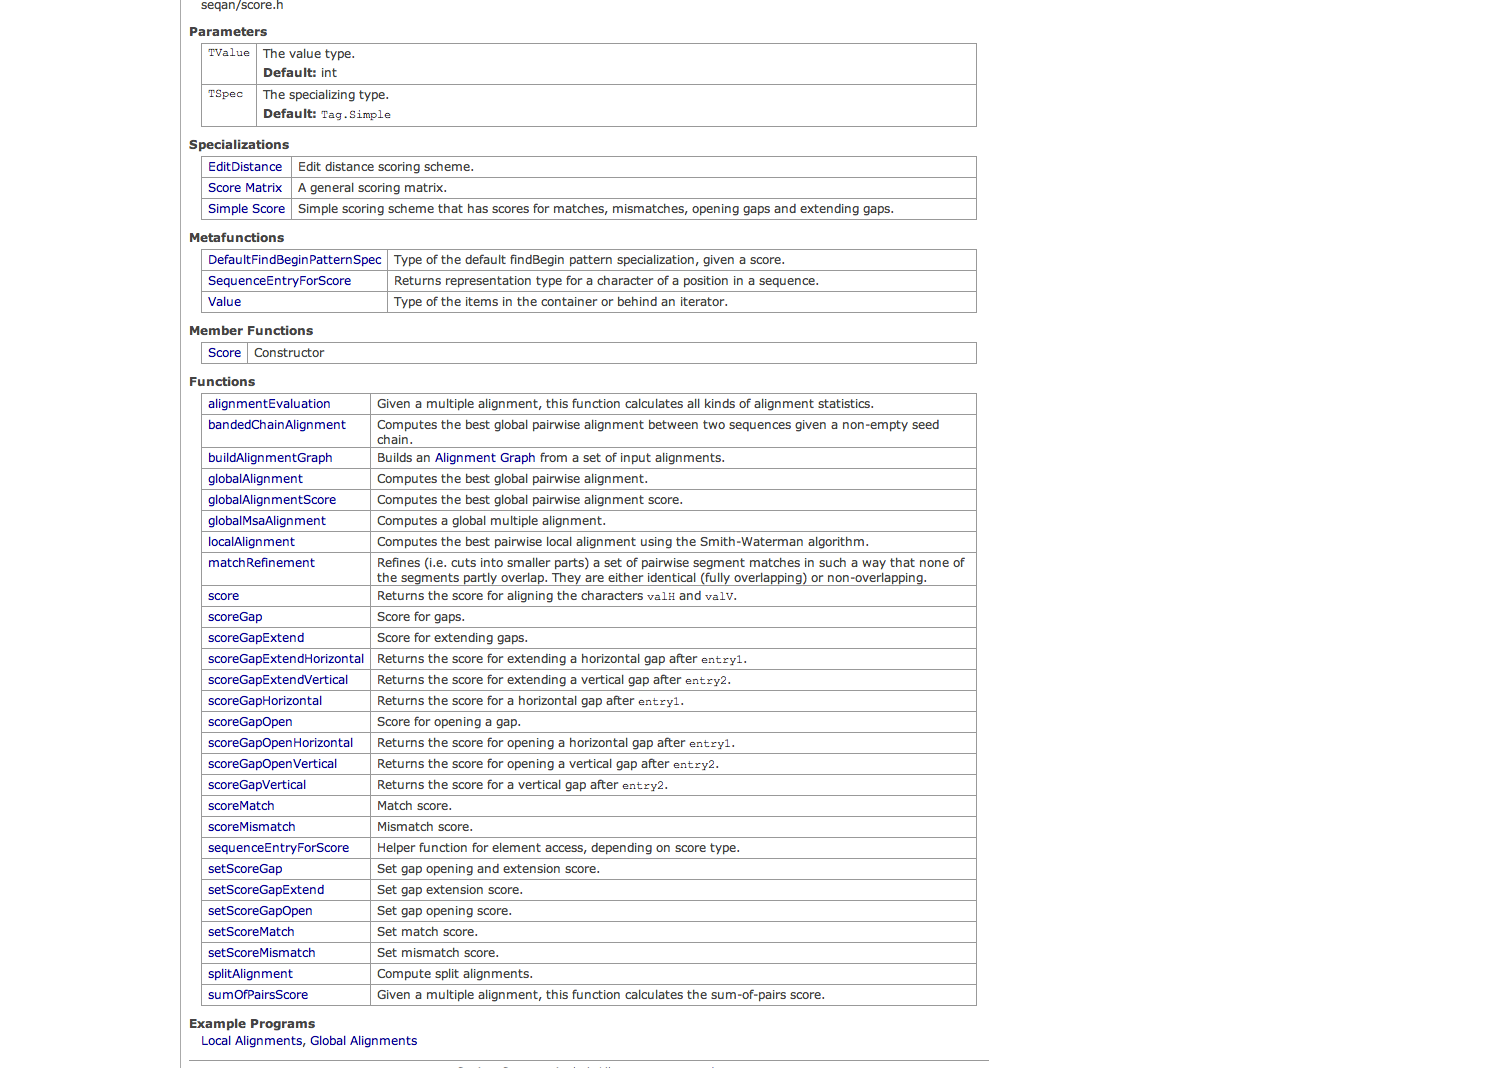 seqan/score.h
Parameters
TValue The value type.
Default: int
TSpec The specializing type.
Default: Tag.Simple
Specializations
EditDistance Edit distance scoring scheme.
Score Matrix A general scoring matrix.
Simple Score Simple scoring scheme that has scores for matches, mismatches, opening gaps and extending gaps.
Metafunctions
DefaultFindBeginPatternSpec Type of the default findBegin pattern specialization, given a score.
SequenceEntryForScore Returns representation type for a character of a position in a sequence.
Value Type of the items in the container or behind an iterator.
Member Functions
Score Constructor
Functions
alignmentEvaluation Given a multiple alignment, this function calculates all kinds of alignment statistics.
bandedChainAlignment Computes the best global pairwise alignment between two sequences given a non-empty seed
chain.
buildAlignmentGraph Builds an Alignment Graph from a set of input alignments.
globalAlignment Computes the best global pairwise alignment.
globalAlignmentScore Computes the best global pairwise alignment score.
globalMsaAlignment Computes a global multiple alignment.
localAlignment Computes the best pairwise local alignment using the Smith-Waterman algorithm.
matchRefinement Refines (i.e. cuts into smaller parts) a set of pairwise segment matches in such a way that none of
the segments partly overlap. They are either identical (fully overlapping) or non-overlapping.
score Returns the score for aligning the characters valH and valV.
scoreGap Score for gaps.
scoreGapExtend Score for extending gaps.
scoreGapExtendHorizontal Returns the score for extending a horizontal gap after entry1.
scoreGapExtendVertical Returns the score for extending a vertical gap after entry2.
scoreGapHorizontal Returns the score for a horizontal gap after entry1.
scoreGapOpen Score for opening a gap.
scoreGapOpenHorizontal Returns the score for opening a horizontal gap after entry1.
scoreGapOpenVertical Returns the score for opening a vertical gap after entry2.
scoreGapVertical Returns the score for a vertical gap after entry2.
scoreMatch Match score.
scoreMismatch Mismatch score.
sequenceEntryForScore Helper function for element access, depending on score type.
setScoreGap Set gap opening and extension score.
setScoreGapExtend Set gap extension score.
setScoreGapOpen Set gap opening score.
setScoreMatch Set match score.
setScoreMismatch Set mismatch score.
splitAlignment Compute split alignments.
sumOfPairsScore Given a multiple alignment, this function calculates the sum-of-pairs score.
Example Programs
Local Alignments, Global Alignments